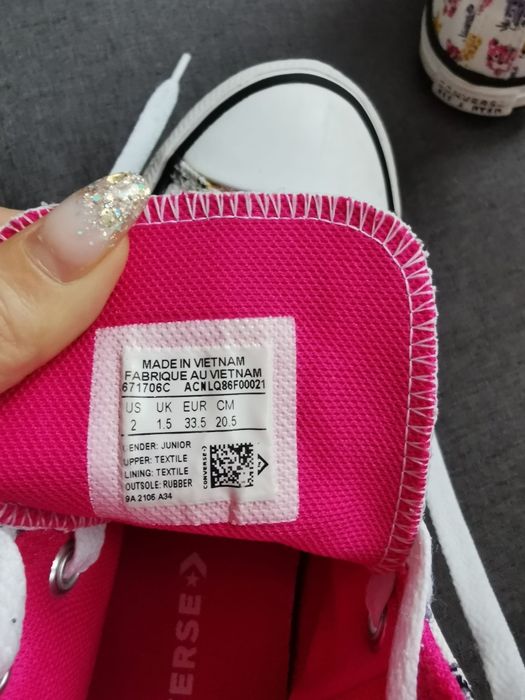 MADE IN VIETNAM
FABRIQUE AU VIETNAM
671706C ACNLQ86F00021
US UK EUR CM
2 1.5 33.5 20.5
GENDER: JUNIOR
UPPER: TEXTILE
LINING: TEXTILE
OUTSOLE: RUBBER
9A 2106 A34
CONVERSE
ERSE